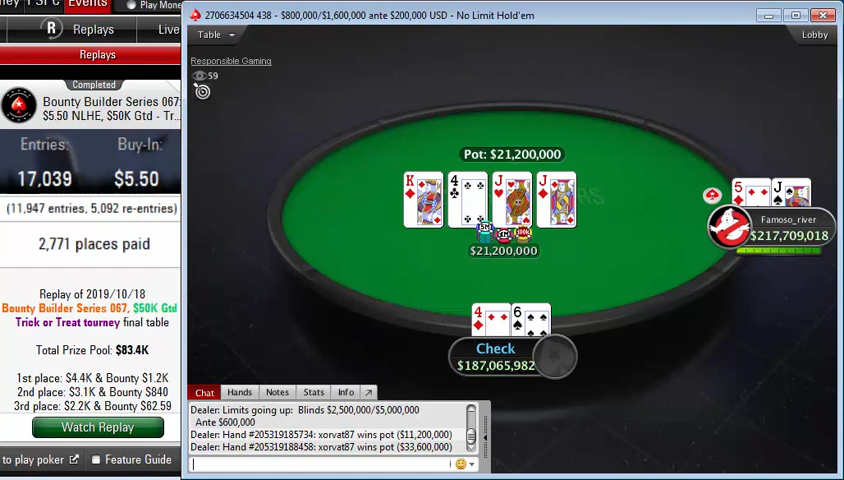 ney
PSPC
Events
Play Money
R
Replays
Live
Replays
Completed
Bounty Builder Series 067:
$5.50 NLHE, $50K Gtd - Tr...
Entries:
Buy-In:
17,039
$5.50
(11,947 entries, 5,092 re-entries)
2,771 places paid
Replay of 2019/10/18
Bounty Builder Series 067, $50K Gtd
Trick or Treat tourney final table
Total Prize Pool: $83.4K
1st place: $4.4K & Bounty $1.2K
2nd place: $3.1K & Bounty $840
3rd place: $2.2K & Bounty $62.59
Watch Replay
to play poker
Feature Guide
2706634504 438 - $800,000/$1,600,000 ante $200,000 USD - No Limit Hold'em
Table
Lobby
Responsible Gaming
59
Pot: $21,200,000
K
4
J
J
$21,200,000
5
J
Famoso_river
$217,709,018
4
6
Check
$187,065,982
Chat
Hands
Notes
Stats
Info
Dealer: Limits going up: Blinds $2,500,000/$5,000,000
Ante $600,000
Dealer: Hand #205319185734: xorvat87 wins pot ($11,200,000)
Dealer: Hand #205319188458: xorvat87 wins pot ($33,600,000)